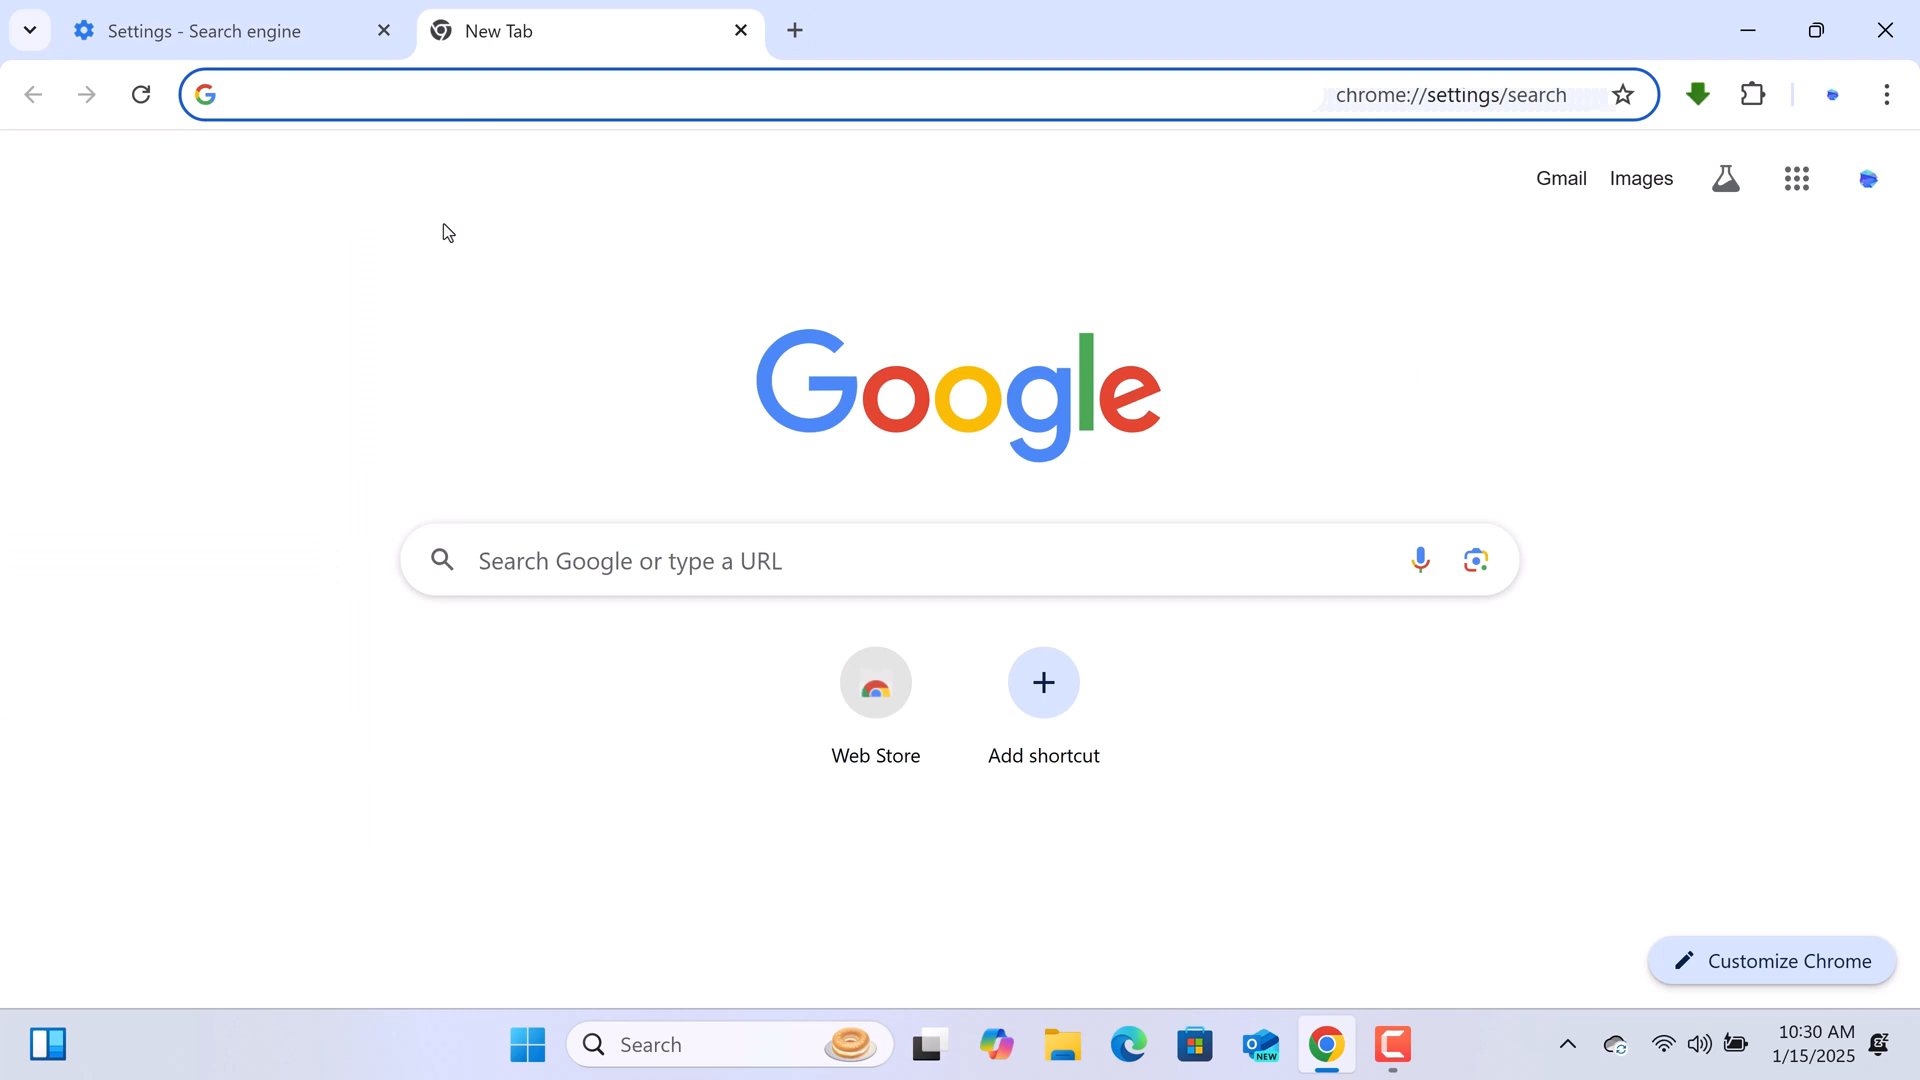 Settings - Search engine
New Tab
chrome://settings/search
Gmail
Images
Google
Search Google or type a URL
Web Store
Add shortcut
Customize Chrome
Search
NEW
10:30 AM
1/15/2025